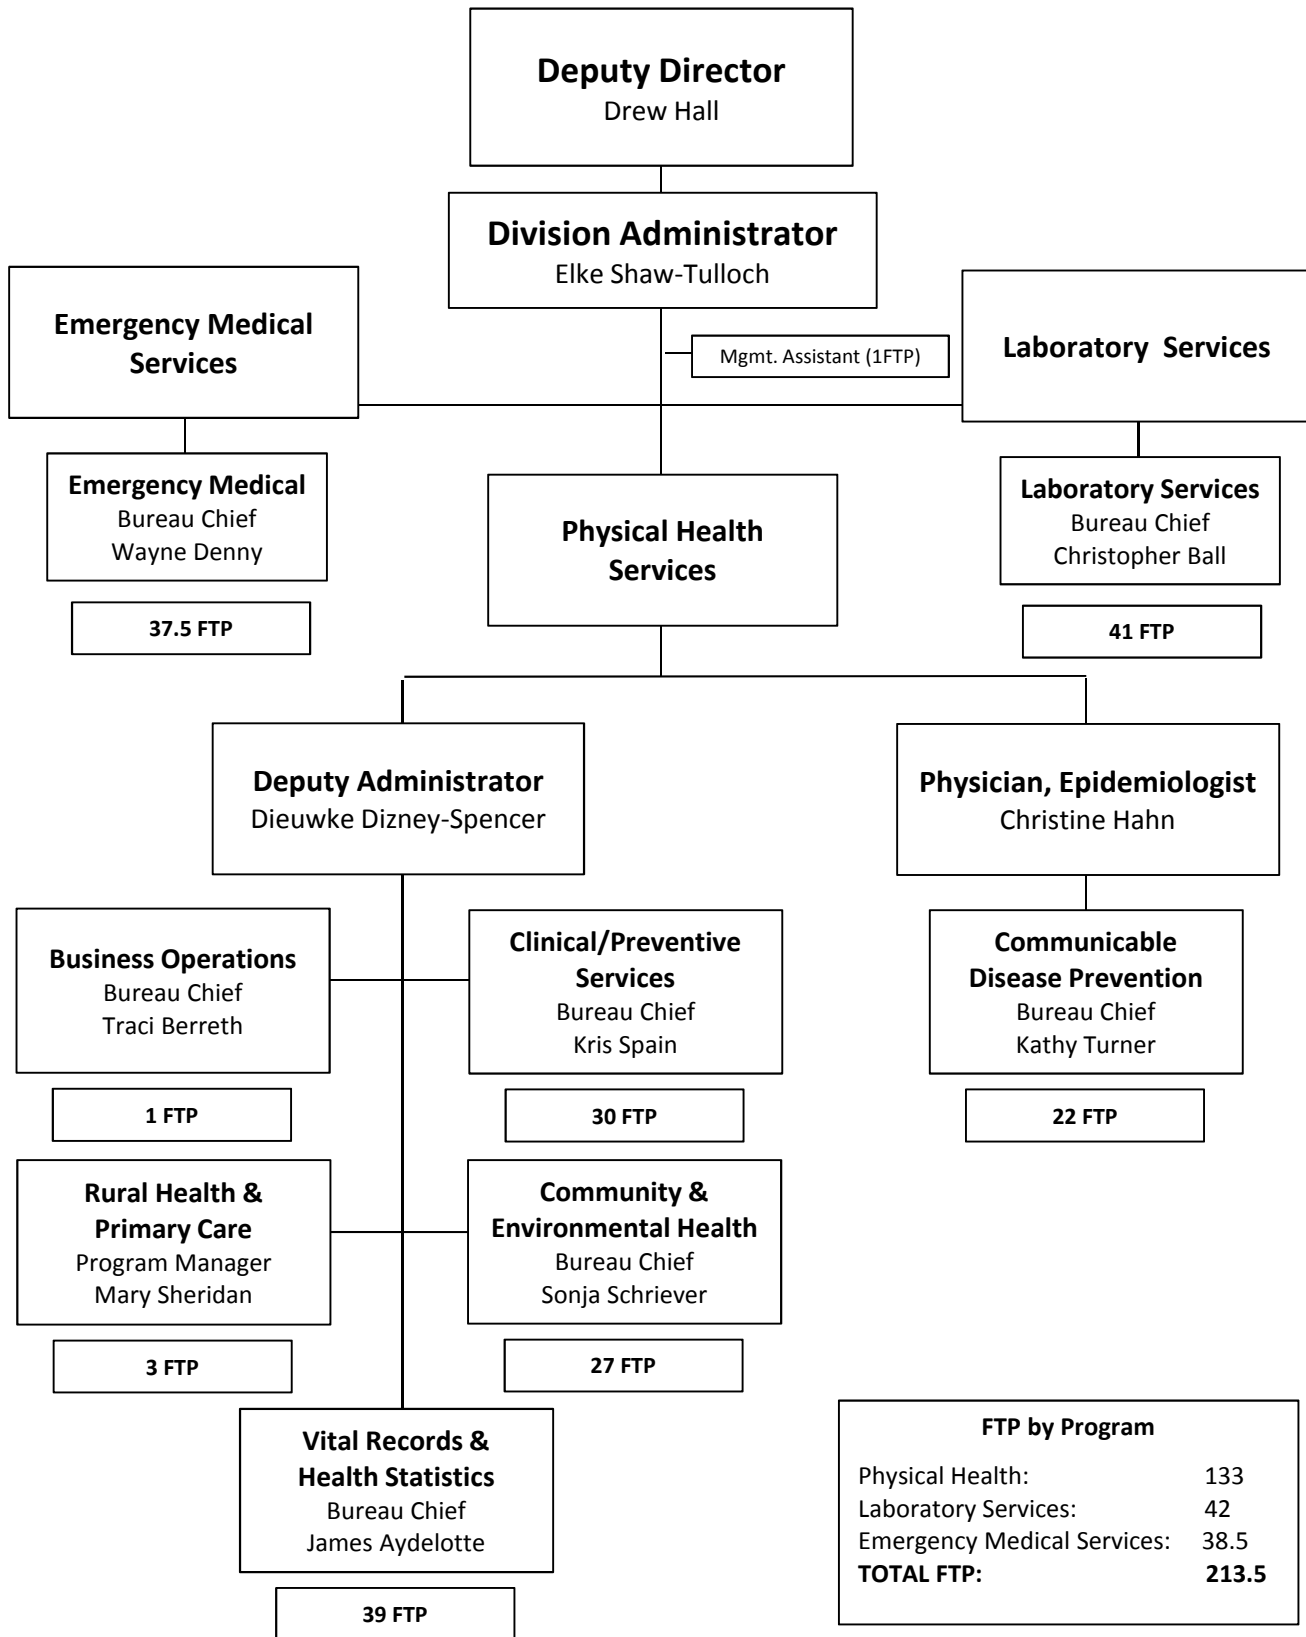 Deputy Director
Drew Hall
Division Administrator
Elke Shaw-Tulloch
Emergency Medical
Services
Mgmt. Assistant (1FTP)
Laboratory  Services
Emergency Medical
Bureau Chief
Wayne Denny
37.5 FTP
Physical Health
Services
Laboratory Services
Bureau Chief
Christopher Ball
41 FTP
Deputy Administrator
Dieuwke Dizney-Spencer
Physician, Epidemiologist
Christine Hahn
Business Operations
Bureau Chief
Traci Berreth
1 FTP
Clinical/Preventive
Services
Bureau Chief
Kris Spain
30 FTP
Communicable
Disease Prevention
Bureau Chief
Kathy Turner
22 FTP
Rural Health &
Primary Care
Program Manager
Mary Sheridan
3 FTP
Community &
Environmental Health
Bureau Chief
Sonja Schriever
27 FTP
Vital Records &
Health Statistics
Bureau Chief
James Aydelotte
39 FTP
FTP by Program
Physical Health: 133
Laboratory Services: 42
Emergency Medical Services: 38.5
TOTAL FTP: 213.5